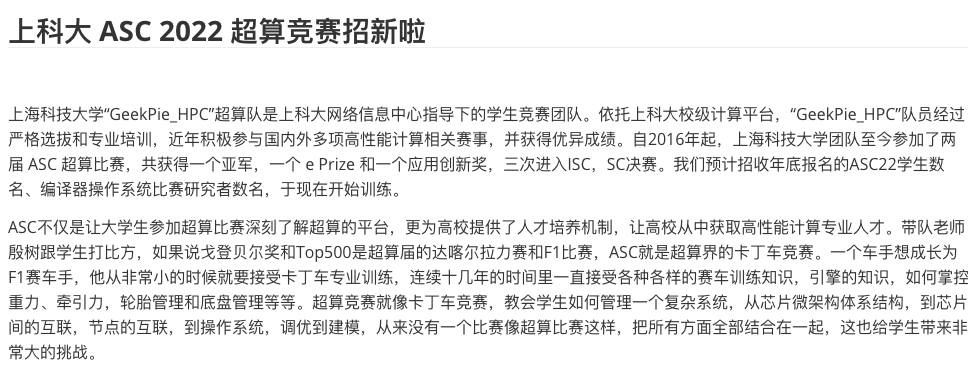 上科大 ASC 2022 超算竞赛招新啦
上海科技大学“GeekPie_HPC”超算队是上科大网络信息中心指导下的学生竞赛团队。依托上科大校级计算平台，“GeekPie_HPC”队员经过
严格选拔和专业培训，近年积极参与国内外多项高性能计算相关赛事，并获得优异成绩。自2016年起，上海科技大学团队至今参加了两
届 ASC 超算比赛，共获得一个亚军，一个 e Prize 和一个应用创新奖，三次进入ISC，SC决赛。我们预计招收年底报名的ASC22学生数
名、编译器操作系统比赛研究者数名，于现在开始训练。
ASC不仅是让大学生参加超算比赛深刻了解超算的平台，更为高校提供了人才培养机制，让高校从中获取高性能计算专业人才。带队老师
殷树跟学生打比方，如果说戈登贝尔奖和Top500是超算届的达喀尔拉力赛和F1比赛，ASC就是超算界的卡丁车竞赛。一个车手想成长为
F1赛车手，他从非常小的时候就要接受卡丁车专业训练，连续十几年的时间里一直接受各种各样的赛车训练知识，引擎的知识，如何掌控
重力、牵引力，轮胎管理和底盘管理等等。超算竞赛就像卡丁车竞赛，教会学生如何管理一个复杂系统，从芯片微架构体系结构，到芯片
间的互联，节点的互联，到操作系统，调优到建模，从来没有一个比赛像超算比赛这样，把所有方面全部结合在一起，这也给学生带来非
常大的挑战。